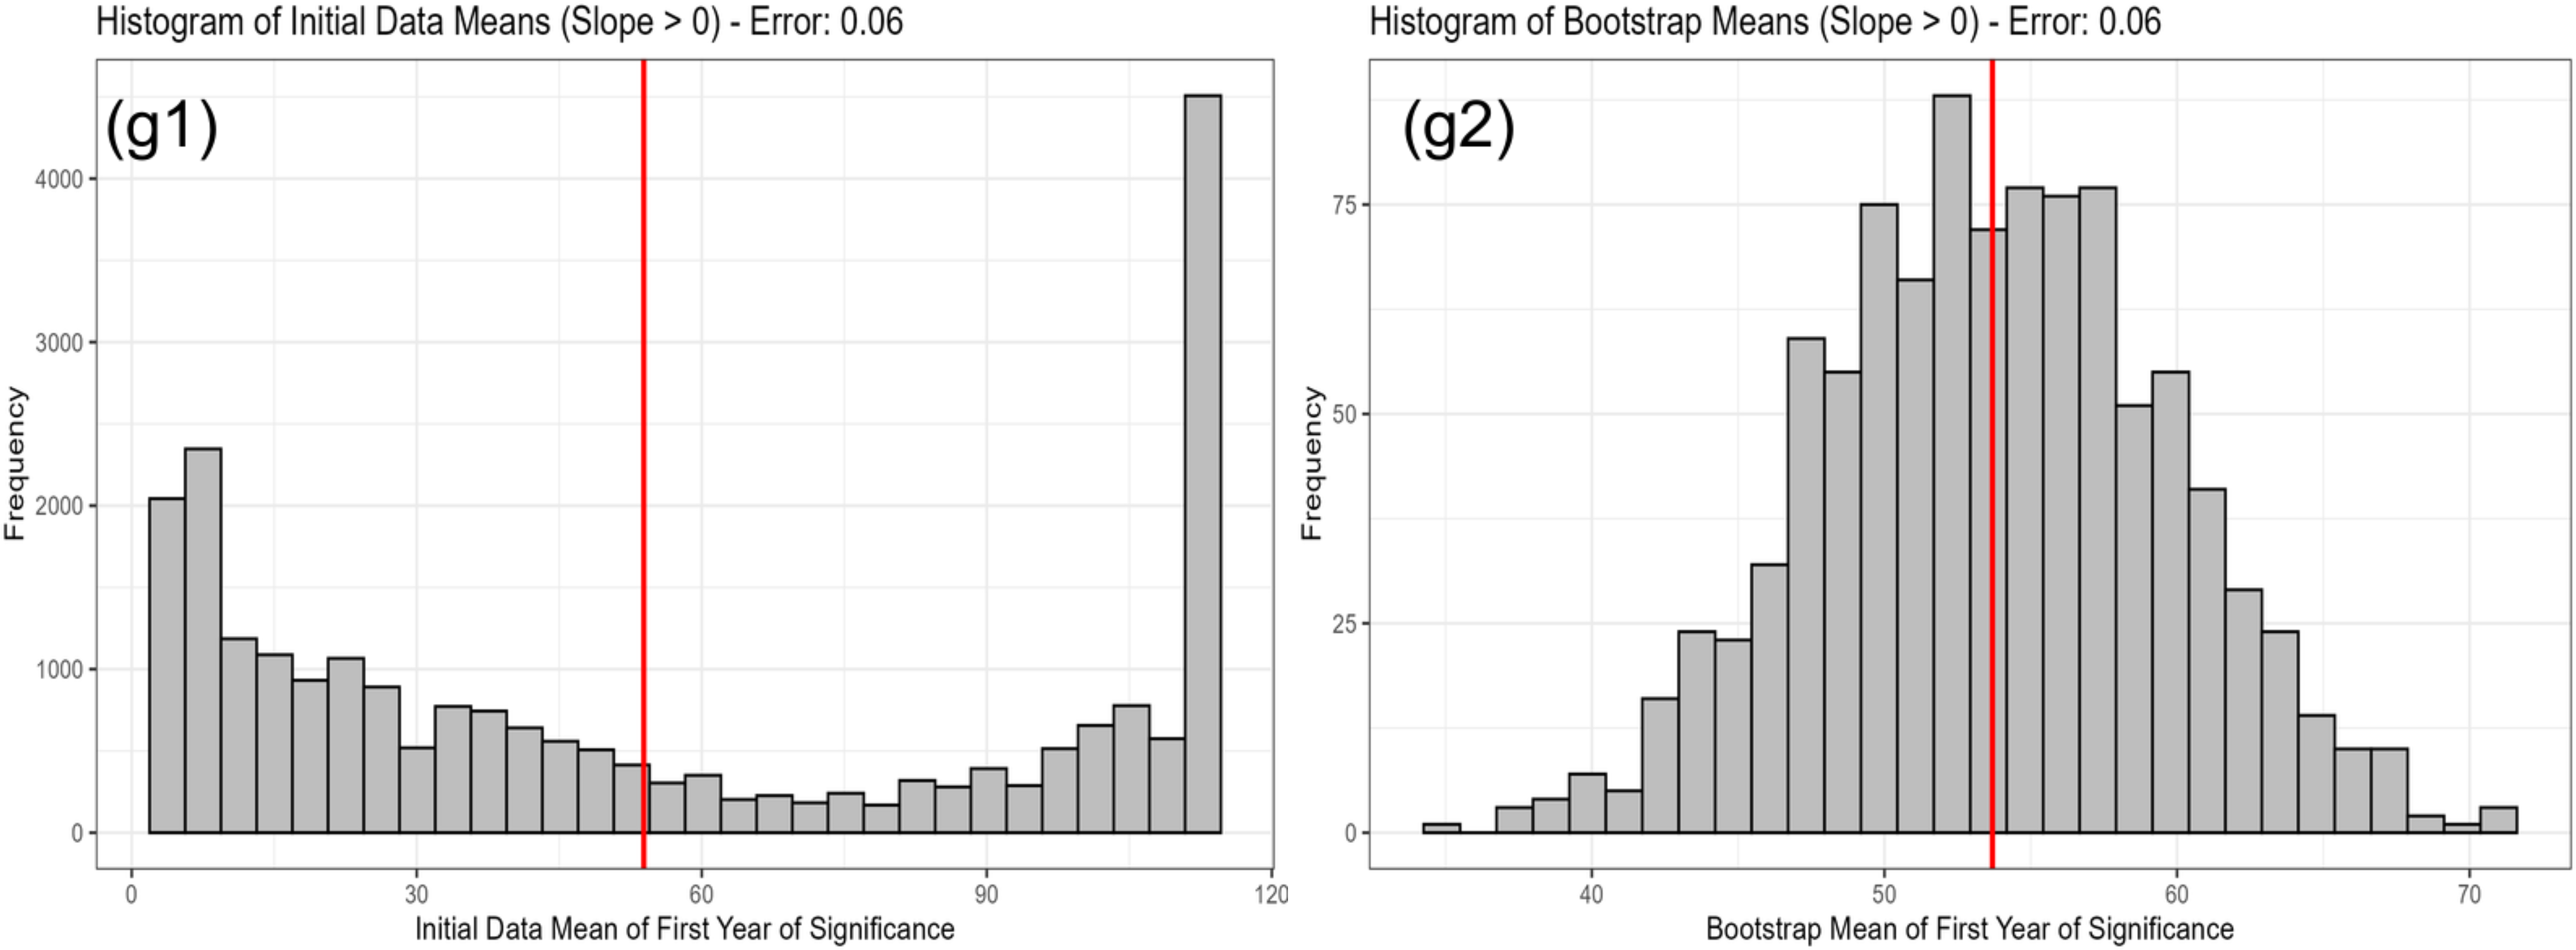 Histogram of Initial Data Means (Slope > 0) - Error: 0.06
(g1)
Frequency
4000
3000
2000
1000
0
0 30 60 90 120
Initial Data Mean of First Year of Significance
Histogram of Bootstrap Means (Slope > 0) - Error: 0.06
(g2)
Frequency
75
50
25
0
40 50 60 70
Bootstrap Mean of First Year of Significance